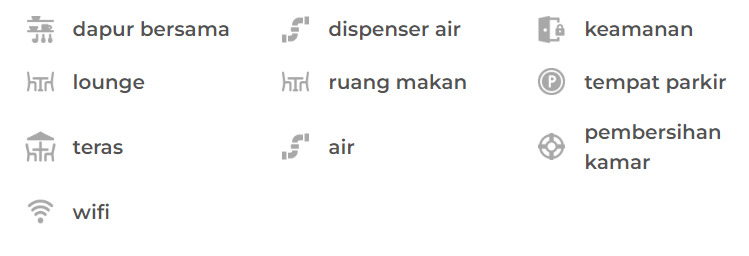 dapur bersama
dispenser air
keamanan
lounge
ruang makan
tempat parkir
teras
air
pembersihan
kamar
wifi